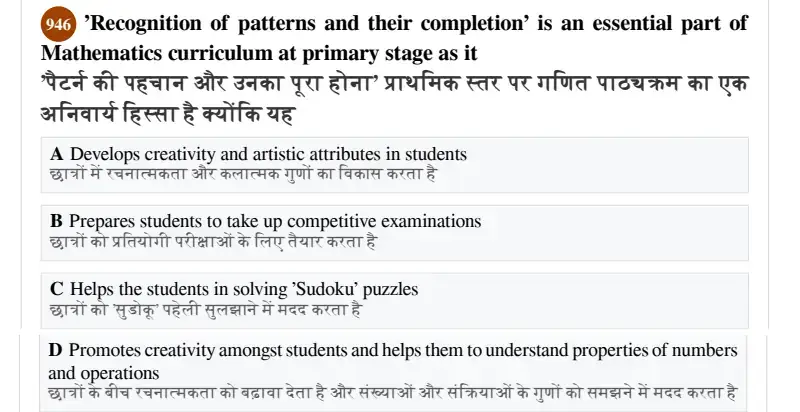 946 ’Recognition of patterns and their completion’ is an essential part of
Mathematics curriculum at primary stage as it
’पैटर्न की पहचान और उनका पूरा होना’ प्राथमिक स्तर पर गणित पाठ्यक्रम का एक
अनिवार्य हिस्सा है क्योंकि यह
A Develops creativity and artistic attributes in students
छात्रों में रचनात्मकता और कलात्मक गुणों का विकास करता है
B Prepares students to take up competitive examinations
छात्रों को प्रतियोगी परीक्षाओं के लिए तैयार करता है
C Helps the students in solving ’Sudoku’ puzzles
छात्रों को ’सुडोकू’ पहेली सुलझाने में मदद करता है
D Promotes creativity amongst students and helps them to understand properties of numbers
and operations
छात्रों के बीच रचनात्मकता को बढ़ावा देता है और संख्याओं और संक्रियाओं के गुणों को समझने में मदद करता है